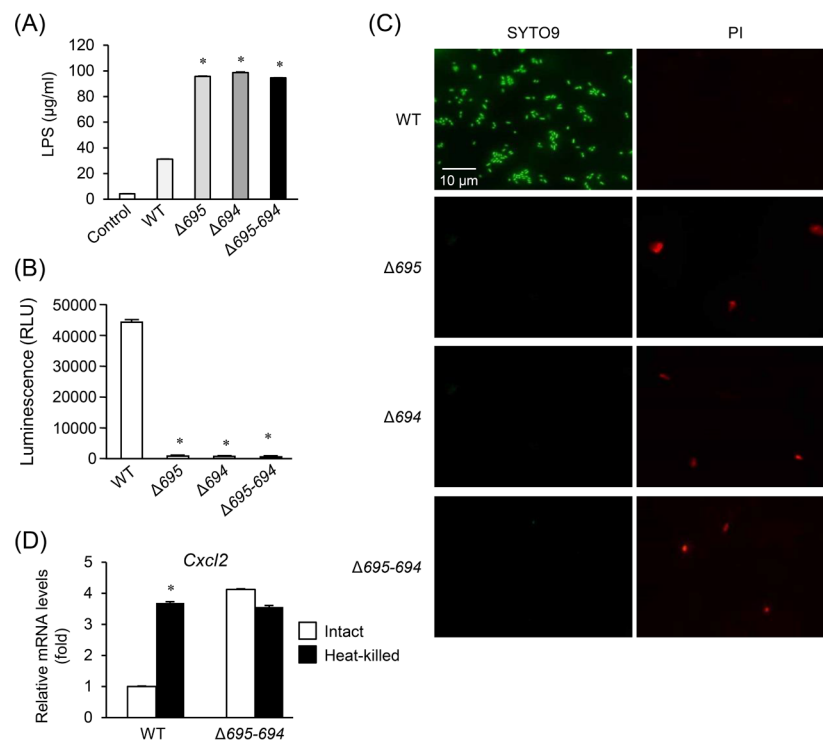 (A)
LPS (µg/ml)
120
100
80
60
40
20
0
*
*
*
Control
WT
Δ695
Δ694
Δ695-694
(B)
Luminescence (RLU)
50000
40000
30000
20000
10000
0
*
*
*
WT
Δ695
Δ694
Δ695-694
(C)
SYTO9
PI
WT
10 µm
Δ695
Δ694
Δ695-694
(D)
Cxcl2
Relative mRNA levels
(fold)
5
4
3
2
1
0
*
Intact
Heat-killed
WT
Δ695-694